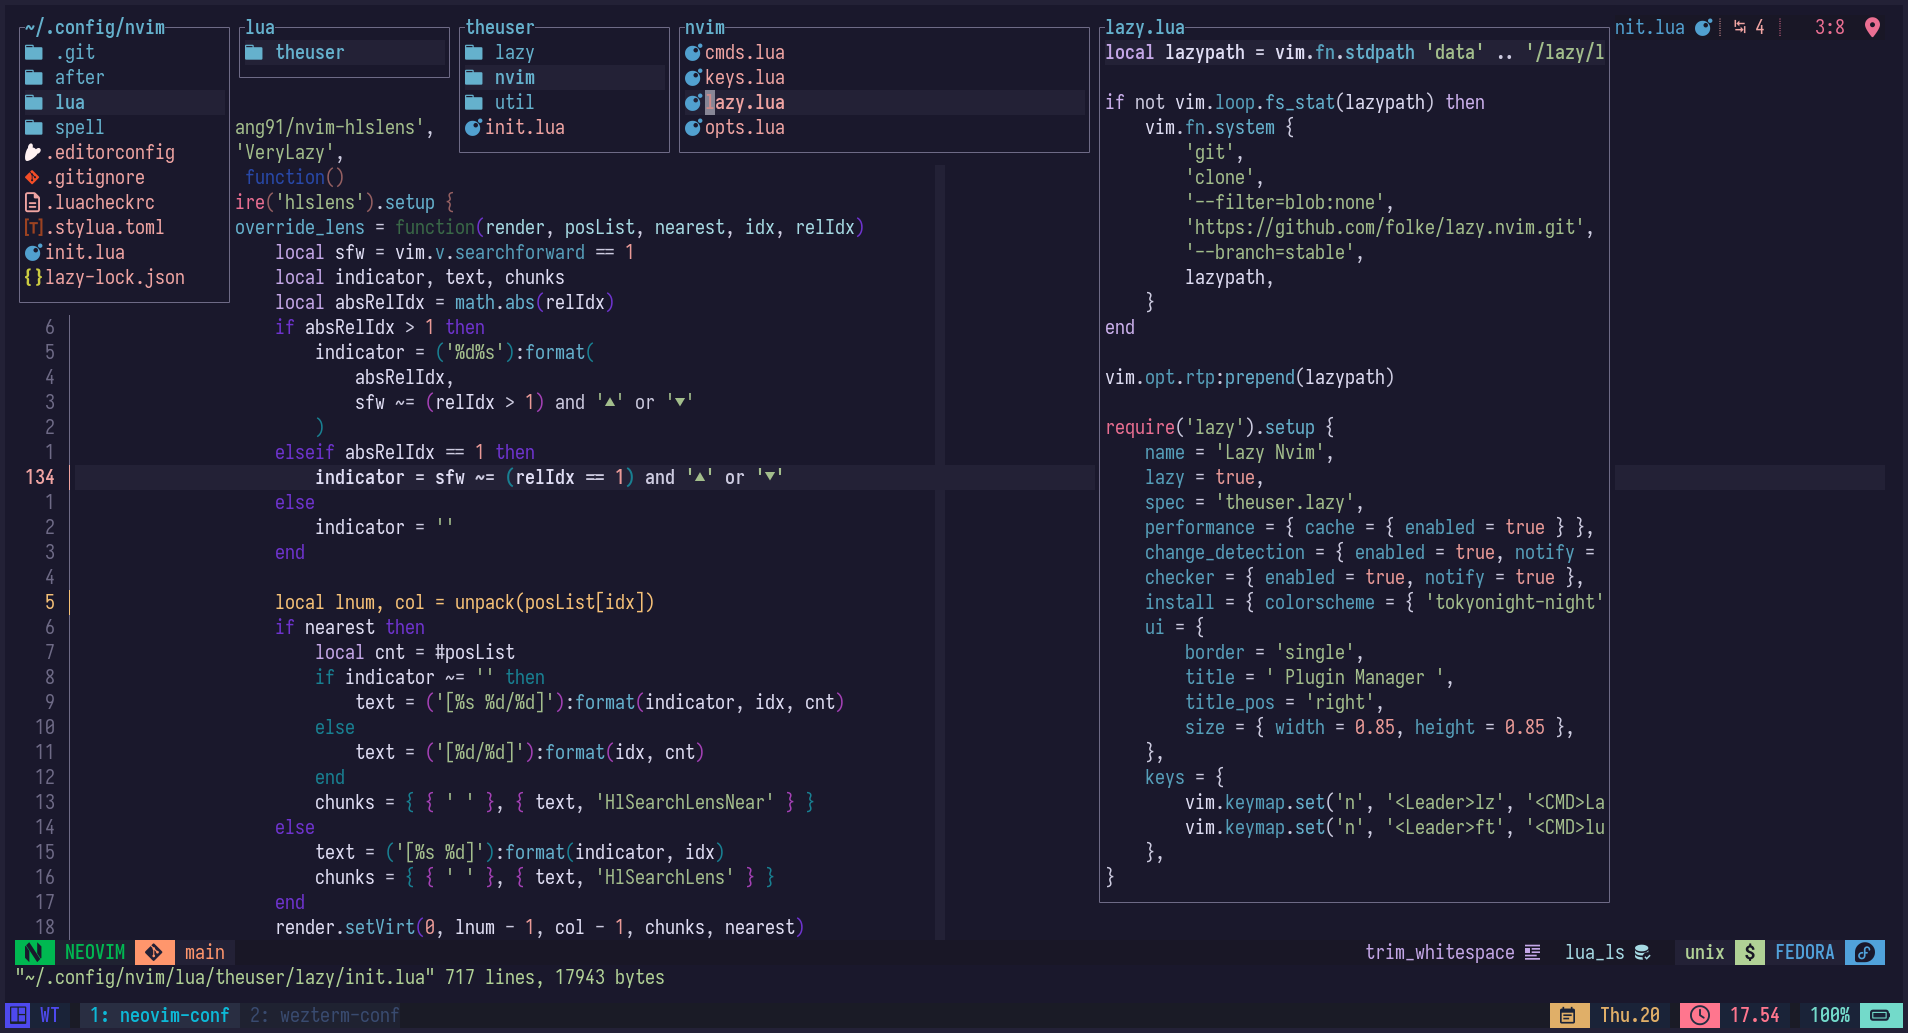 ~/.config/nvim
.git
after
lua
spell
.editorconfig
.gitignore
.luacheckrc
.stylua.toml
init.lua
lazy-lock.json
lua
theuser
theuser
lazy
nvim
util
init.lua
nvim
cmds.lua
keys.lua
lazy.lua
opts.lua
nit.lua 4 3:8
ang91/nvim-hlslens',
'VeryLazy',
function()
ire('hlslens').setup {
override_lens = function(render, posList, nearest, idx, relIdx)
local sfw = vim.v.searchforward == 1
local indicator, text, chunks
local absRelIdx = math.abs(relIdx)
6 if absRelIdx > 1 then
5 indicator = ('%d%s'):format(
4 absRelIdx,
3 sfw ~= (relIdx > 1) and '▲' or '▼'
2 )
1 elseif absRelIdx == 1 then
134 indicator = sfw ~= (relIdx == 1) and '▲' or '▼'
1 else
2 indicator = ''
3 end
4
5 local lnum, col = unpack(posList[idx])
6 if nearest then
7 local cnt = #posList
8 if indicator ~= '' then
9 text = ('[%s %d/%d]'):format(indicator, idx, cnt)
10 else
11 text = ('[%d/%d]'):format(idx, cnt)
12 end
13 chunks = { { ' ' }, { text, 'HlSearchLensNear' } }
14 else
15 text = ('[%s %d]'):format(indicator, idx)
16 chunks = { { ' ' }, { text, 'HlSearchLens' } }
17 end
18 render.setVirt(0, lnum - 1, col - 1, chunks, nearest)
lazy.lua
local lazypath = vim.fn.stdpath 'data' .. '/lazy/l
if not vim.loop.fs_stat(lazypath) then
vim.fn.system {
'git',
'clone',
'--filter=blob:none',
'https://github.com/folke/lazy.nvim.git',
'--branch=stable',
lazypath,
}
end
vim.opt.rtp:prepend(lazypath)
require('lazy').setup {
name = 'Lazy Nvim',
lazy = true,
spec = 'theuser.lazy',
performance = { cache = { enabled = true } },
change_detection = { enabled = true, notify =
checker = { enabled = true, notify = true },
install = { colorscheme = { 'tokyonight-night'
ui = {
border = 'single',
title = ' Plugin Manager ',
title_pos = 'right',
size = { width = 0.85, height = 0.85 },
},
keys = {
vim.keymap.set('n', '<Leader>lz', '<CMD>La
vim.keymap.set('n', '<Leader>ft', '<CMD>lu
},
}
NEOVIM main trim_whitespace lua_ls unix $ FEDORA
"~/.config/nvim/lua/theuser/lazy/init.lua" 717 lines, 17943 bytes
WT 1: neovim-conf 2: wezterm-conf Thu.20 17.54 100%